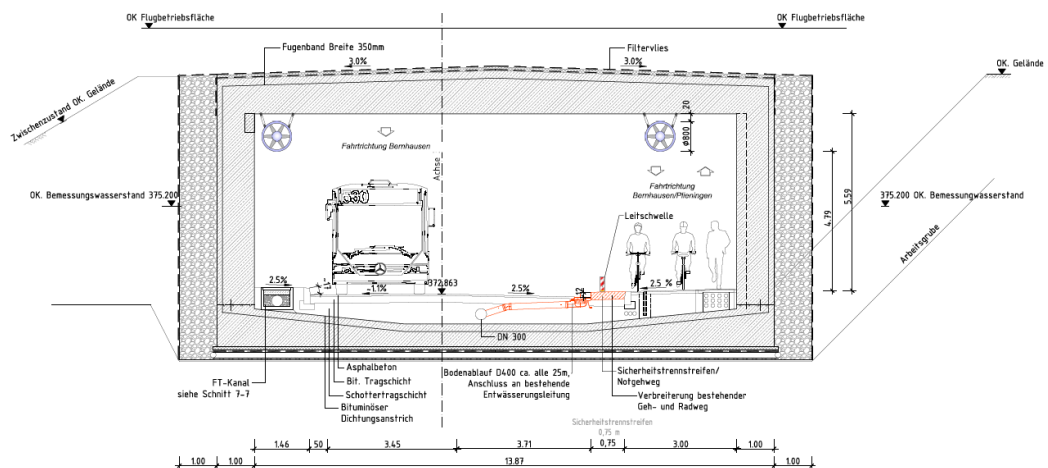 OK Flugbetriebsfläche
OK Flugbetriebsfläche
Fugenband Breite 350mm
Filtervlies
3.0%
3.0%
OK. Gelände
Zwischenzustand OK. Gelände
20
Ø800
Fahrtrichtung Bernhausen
Achse
Fahrtrichtung
Bernhausen/Plieningen
5.59
4.79
OK. Bemessungswasserstand 375.200
375.200 OK. Bemessungswasserstand
Leitschwelle
Arbeitsgrube
2.5%
1.1%
372.863
2.5%
12
2.5 %
DN 300
Asphalbeton
Bit. Tragschicht
Schottertragschicht
Bituminöser
Dichtungsanstrich
FT-Kanal
siehe Schnitt 7-7
Bodenablauf D400 ca. alle 25m,
Anschluss an bestehende
Entwässerungsleitung
Sicherheitstrennstreifen/
Notgehweg
Verbreiterung bestehender
Geh- und Radweg
Sicherheitstrennstreifen
0,75 m
1.46
50
3.45
3.71
0,75
3.00
1.00
1.00
1.00
13.87
1.00